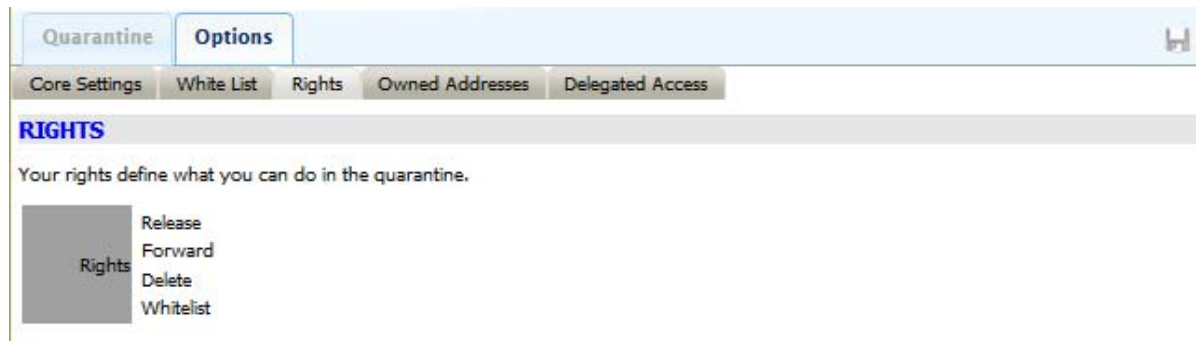 Quarantine Options
Core Settings White List Rights Owned Addresses Delegated Access
RIGHTS
Your rights define what you can do in the quarantine.
Rights
Release
Forward
Delete
Whitelist